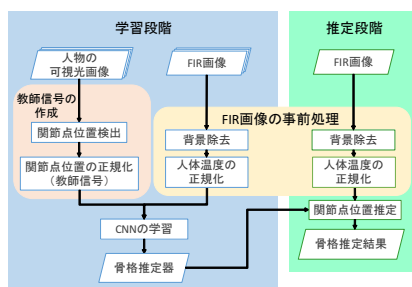 学習段階
推定段階
人物の
可視光画像
FIR画像
FIR画像
教師信号の
作成
FIR画像の事前処理
関節点位置検出
背景除去
背景除去
関節点位置の正規化
（教師信号）
人体温度の
正規化
人体温度の
正規化
CNNの学習
関節点位置推定
骨格推定器
骨格推定結果